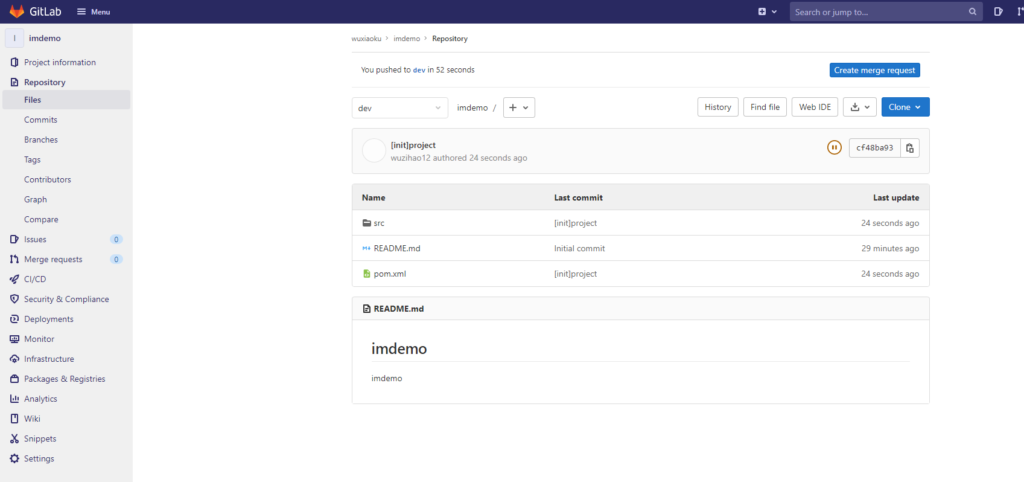 GitLab Menu Search or jump to...
I imdemo
Project information
Repository
Files
Commits
Branches
Tags
Contributors
Graph
Compare
Issues 0
Merge requests 0
CI/CD
Security & Compliance
Deployments
Monitor
Infrastructure
Packages & Registries
Analytics
Wiki
Snippets
Settings
wuxiaoku > imdemo > Repository
You pushed to dev in 52 seconds Create merge request
dev imdemo / + History Find file Web IDE Clone
[init]project
wuzihao12 authored 24 seconds ago cf48ba93
Name Last commit Last update
src [init]project 24 seconds ago
README.md Initial commit 29 minutes ago
pom.xml [init]project 24 seconds ago
README.md
imdemo
imdemo